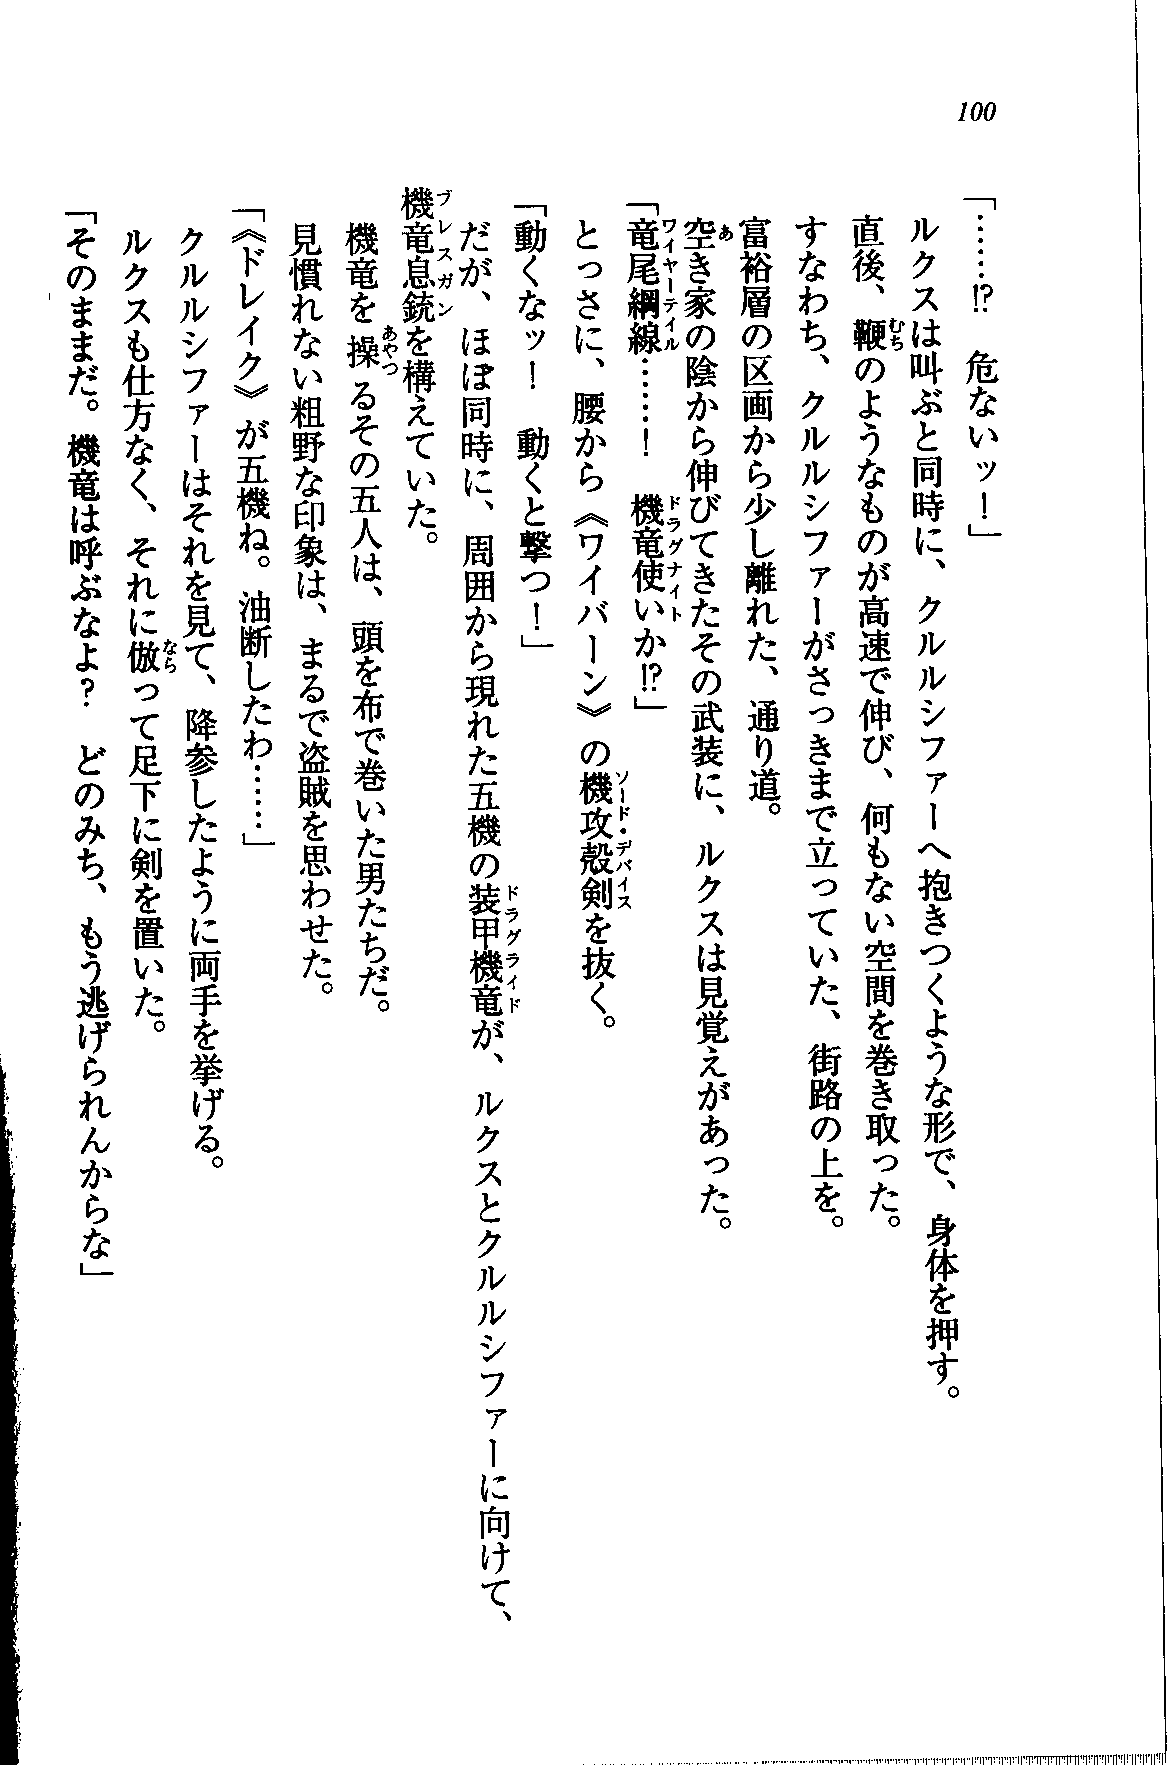 100
「……!?　危ないッ！」
ルクスは叫ぶと同時に、クルルシファーへ抱きつくような形で、身体を押す。
直後、鞭のようなものが高速で伸び、何もない空間を巻き取った。
すなわち、クルルシファーがさっきまで立っていた、街路の上を。
富裕層の区画から少し離れた、通り道。
空き家の陰から伸びてきたその武装に、ルクスは見覚えがあった。
「竜尾綱線……！　機竜使いか!?」
とっさに、腰から《ワイバーン》の機攻殻剣を抜く。
「動くなッ！　動くと撃つ！」
だが、ほぼ同時に、周囲から現れた五機の装甲機竜が、ルクスとクルルシファーに向けて、
機竜息銃を構えていた。
機竜を操るその五人は、頭を布で巻いた男たちだ。
見慣れない粗野な印象は、まるで盗賊を思わせた。
「《ドレイク》が五機ね。油断したわ……」
クルルシファーはそれを見て、降参したように両手を挙げる。
ルクスも仕方なく、それに倣って足下に剣を置いた。
「そのままだ。機竜は呼ぶなよ？　どのみち、もう逃げられんからな」